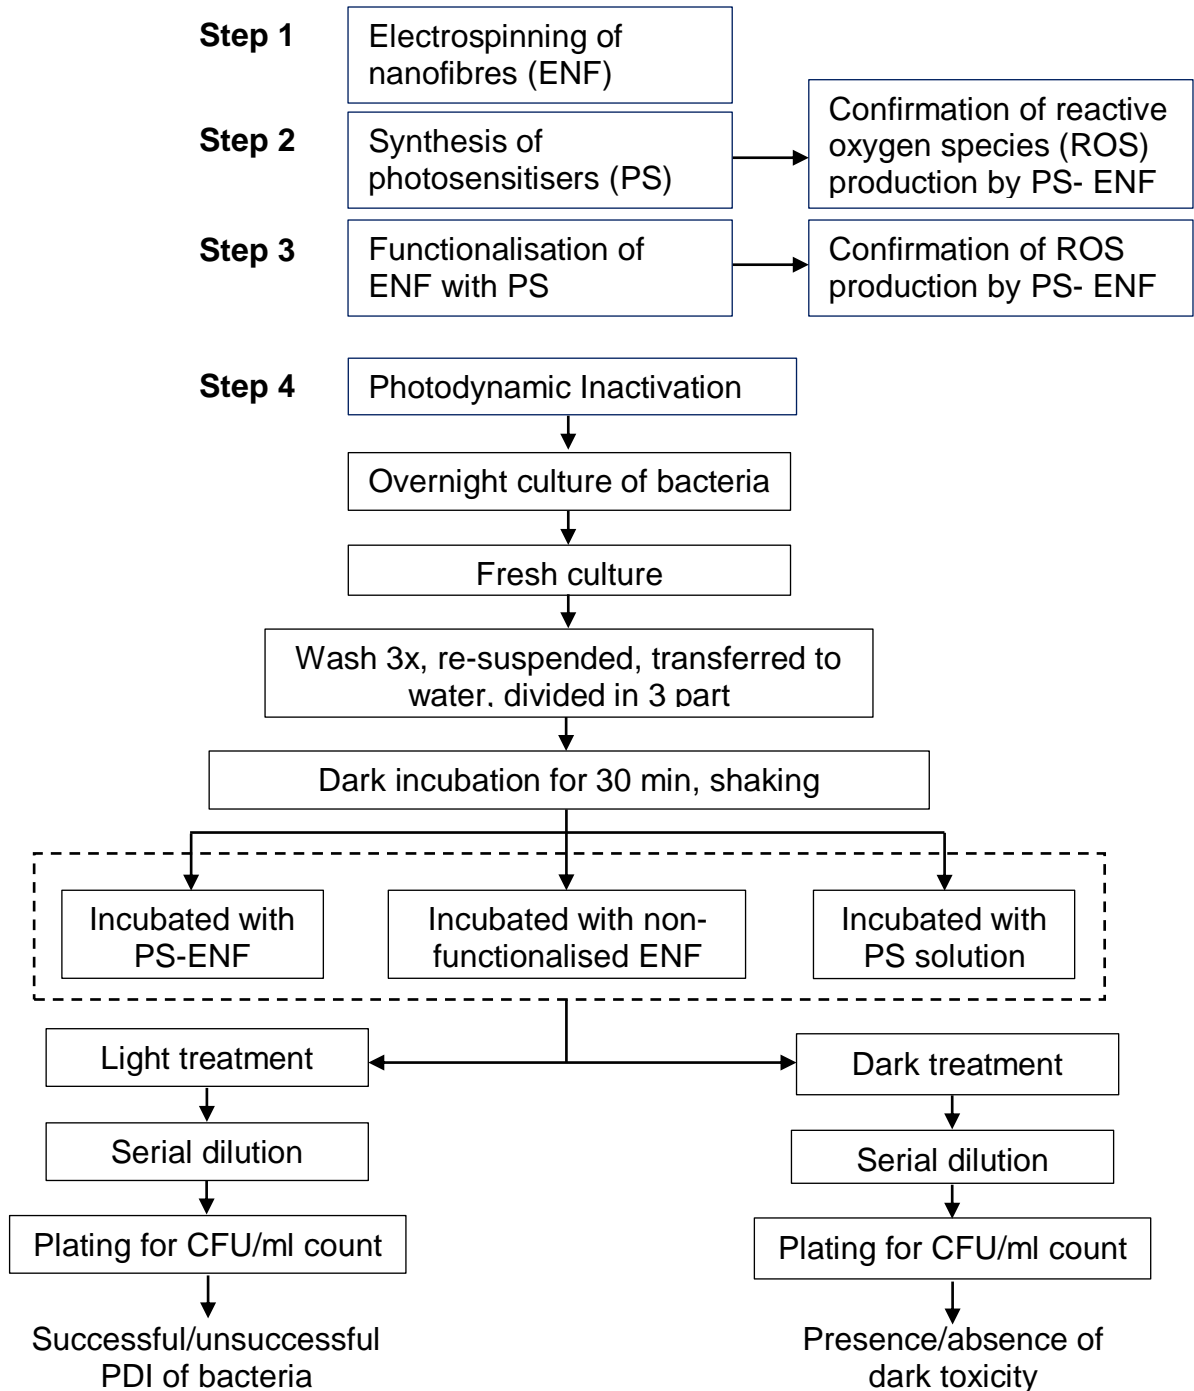 Step 1
Electrospinning of
nanofibres (ENF)
Step 2
Synthesis of
photosensitisers (PS)
Confirmation of reactive
oxygen species (ROS)
production by PS- ENF
Step 3
Functionalisation of
ENF with PS
Confirmation of ROS
production by PS- ENF
Step 4
Photodynamic Inactivation
Overnight culture of bacteria
Fresh culture
Wash 3x, re-suspended, transferred to
water, divided in 3 part
Dark incubation for 30 min, shaking
Incubated with
PS-ENF
Incubated with non-
functionalised ENF
Incubated with
PS solution
Light treatment
Serial dilution
Plating for CFU/ml count
Successful/unsuccessful
PDI of bacteria
Dark treatment
Serial dilution
Plating for CFU/ml count
Presence/absence of
dark toxicity